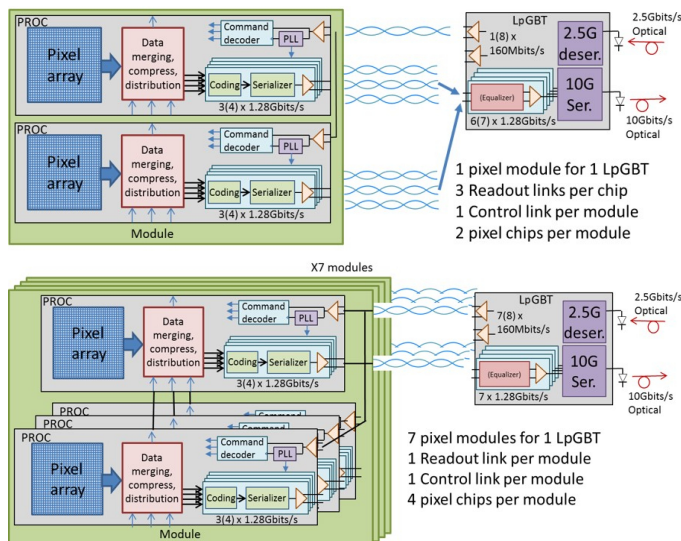 PROC
Pixel
array
Data
merging,
compress,
distribution
Command
decoder
PLL
Coding
Serializer
3(4) x 1.28Gbits/s
PROC
Pixel
array
Data
merging,
compress,
distribution
Command
decoder
PLL
Coding
Serializer
3(4) x 1.28Gbits/s
Module
LpGBT
1(8) x
160Mbits/s
2.5G
deser.
(Equalizer)
10G
Ser.
6(7) x 1.28Gbits/s
2.5Gbits/s
Optical
10Gbits/s
Optical
1 pixel module for 1 LpGBT
3 Readout links per chip
1 Control link per module
2 pixel chips per module
X7 modules
PROC
Pixel
array
Data
merging,
compress,
distribution
Command
decoder
PLL
Coding
Serializer
3(4) x 1.28Gbits/s
PROC
PROC
PROC
Pixel
array
Data
merging,
compress,
distribution
Command
decoder
PLL
Coding
Serializer
3(4) x 1.28Gbits/s
Module
LpGBT
7(8) x
160Mbits/s
2.5G
deser.
(Equalizer)
10G
Ser.
7 x 1.28Gbits/s
2.5Gbits/s
Optical
10Gbits/s
Optical
7 pixel modules for 1 LpGBT
1 Readout link per module
1 Control link per module
4 pixel chips per module